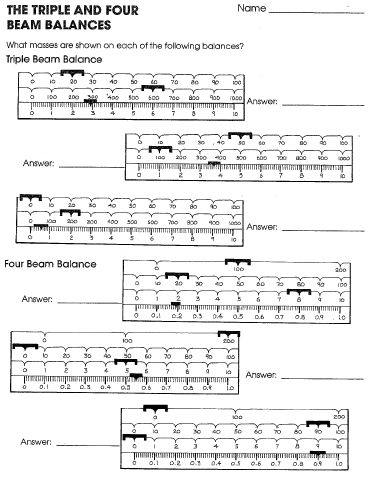 THE TRIPLE AND FOUR
BEAM BALANCES
Name
What masses are shown on each of the following balances?
Triple Beam Balance
0 10 20 30 40 50 60 70 80 90 100
0 100 200 300 400 500 600 700 800 900 1000
0 1 2 3 4 5 6 7 8 9 10
Answer:
0 10 20 30 40 50 60 70 80 90 100
0 100 200 300 400 500 600 700 800 900 1000
0 1 2 3 4 5 6 7 8 9 10
Answer:
0 10 20 30 40 50 60 70 80 90 100
0 100 200 300 400 500 600 700 800 900 1000
0 1 2 3 4 5 6 7 8 9 10
Answer:
Four Beam Balance
0 100 200
0 10 20 30 40 50 60 70 80 90 100
0 1 2 3 4 5 6 7 8 9 10
0 0.1 0.2 0.3 0.4 0.5 0.6 0.7 0.8 0.9 1.0
Answer:
0 100 200
0 10 20 30 40 50 60 70 80 90 100
0 1 2 3 4 5 6 7 8 9 10
0 0.1 0.2 0.3 0.4 0.5 0.6 0.7 0.8 0.9 1.0
Answer:
0 100 200
0 10 20 30 40 50 60 70 80 90 100
0 1 2 3 4 5 6 7 8 9 10
0 0.1 0.2 0.3 0.4 0.5 0.6 0.7 0.8 0.9 1.0
Answer: